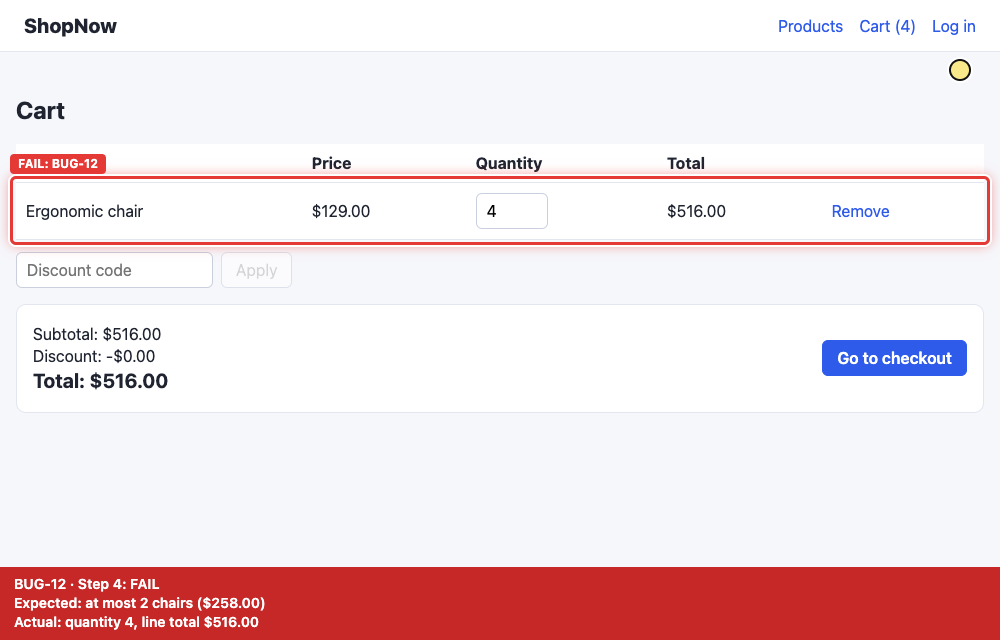 ShopNow
Products Cart (4) Log in
Cart
FAIL: BUG-12 Price Quantity Total
Ergonomic chair $129.00 4 $516.00 Remove
Discount code Apply
Subtotal: $516.00
Discount: -$0.00
Total: $516.00
Go to checkout
BUG-12 · Step 4: FAIL
Expected: at most 2 chairs ($258.00)
Actual: quantity 4, line total $516.00